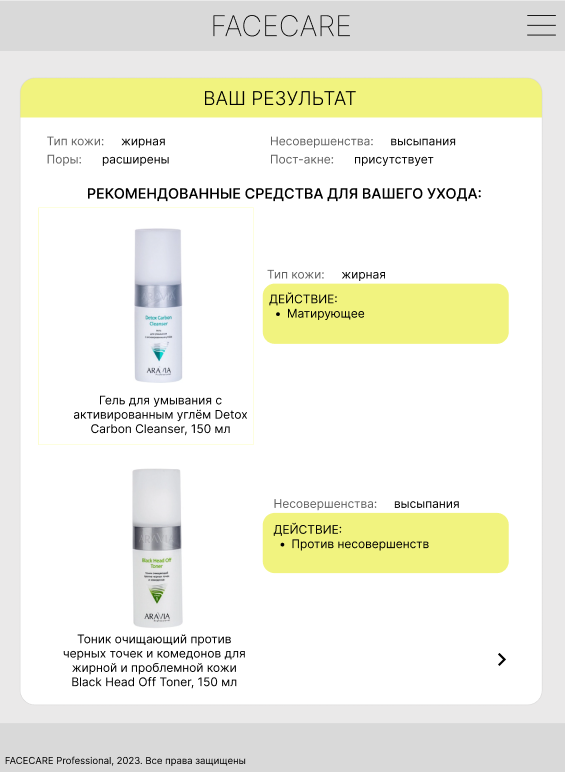 FACECARE
ВАШ РЕЗУЛЬТАТ
Тип кожи: жирная
Несовершенства: высыпания
Поры: расширены
Пост-акне: присутствует
РЕКОМЕНДОВАННЫЕ СРЕДСТВА ДЛЯ ВАШЕГО УХОДА:
Detox Carbon
Cleanser
ARAVIA
Гель для умывания с
активированным углём Detox
Carbon Cleanser, 150 мл
Тип кожи: жирная
ДЕЙСТВИЕ:
• Матирующее
Black Head Off
Toner
ARAVIA
Тоник очищающий против
черных точек и комедонов для
жирной и проблемной кожи
Black Head Off Toner, 150 мл
Несовершенства: высыпания
ДЕЙСТВИЕ:
• Против несовершенств
FACECARE Professional, 2023. Все права защищены